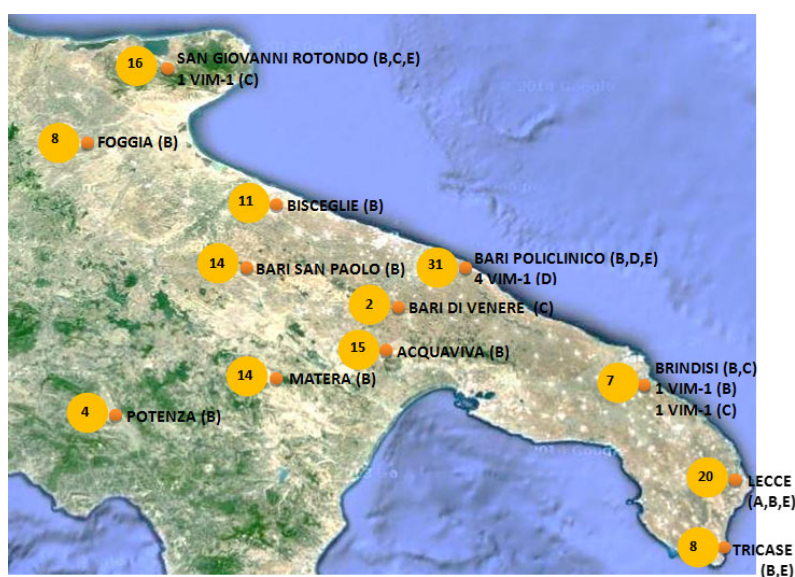 16
SAN GIOVANNI ROTONDO (B,C,E)
1 VIM-1 (C)
8
FOGGIA (B)
11
BISCEGLIE (B)
14
BARI SAN PAOLO (B)
31
BARI POLICLINICO (B,D,E)
4 VIM-1 (D)
2
BARI DI VENERE (C)
15
ACQUAVIVA (B)
14
MATERA (B)
7
BRINDISI (B,C)
1 VIM-1 (B)
1 VIM-1 (C)
4
POTENZA (B)
20
LECCE
(A,B,E)
8
TRICASE
(B,E)